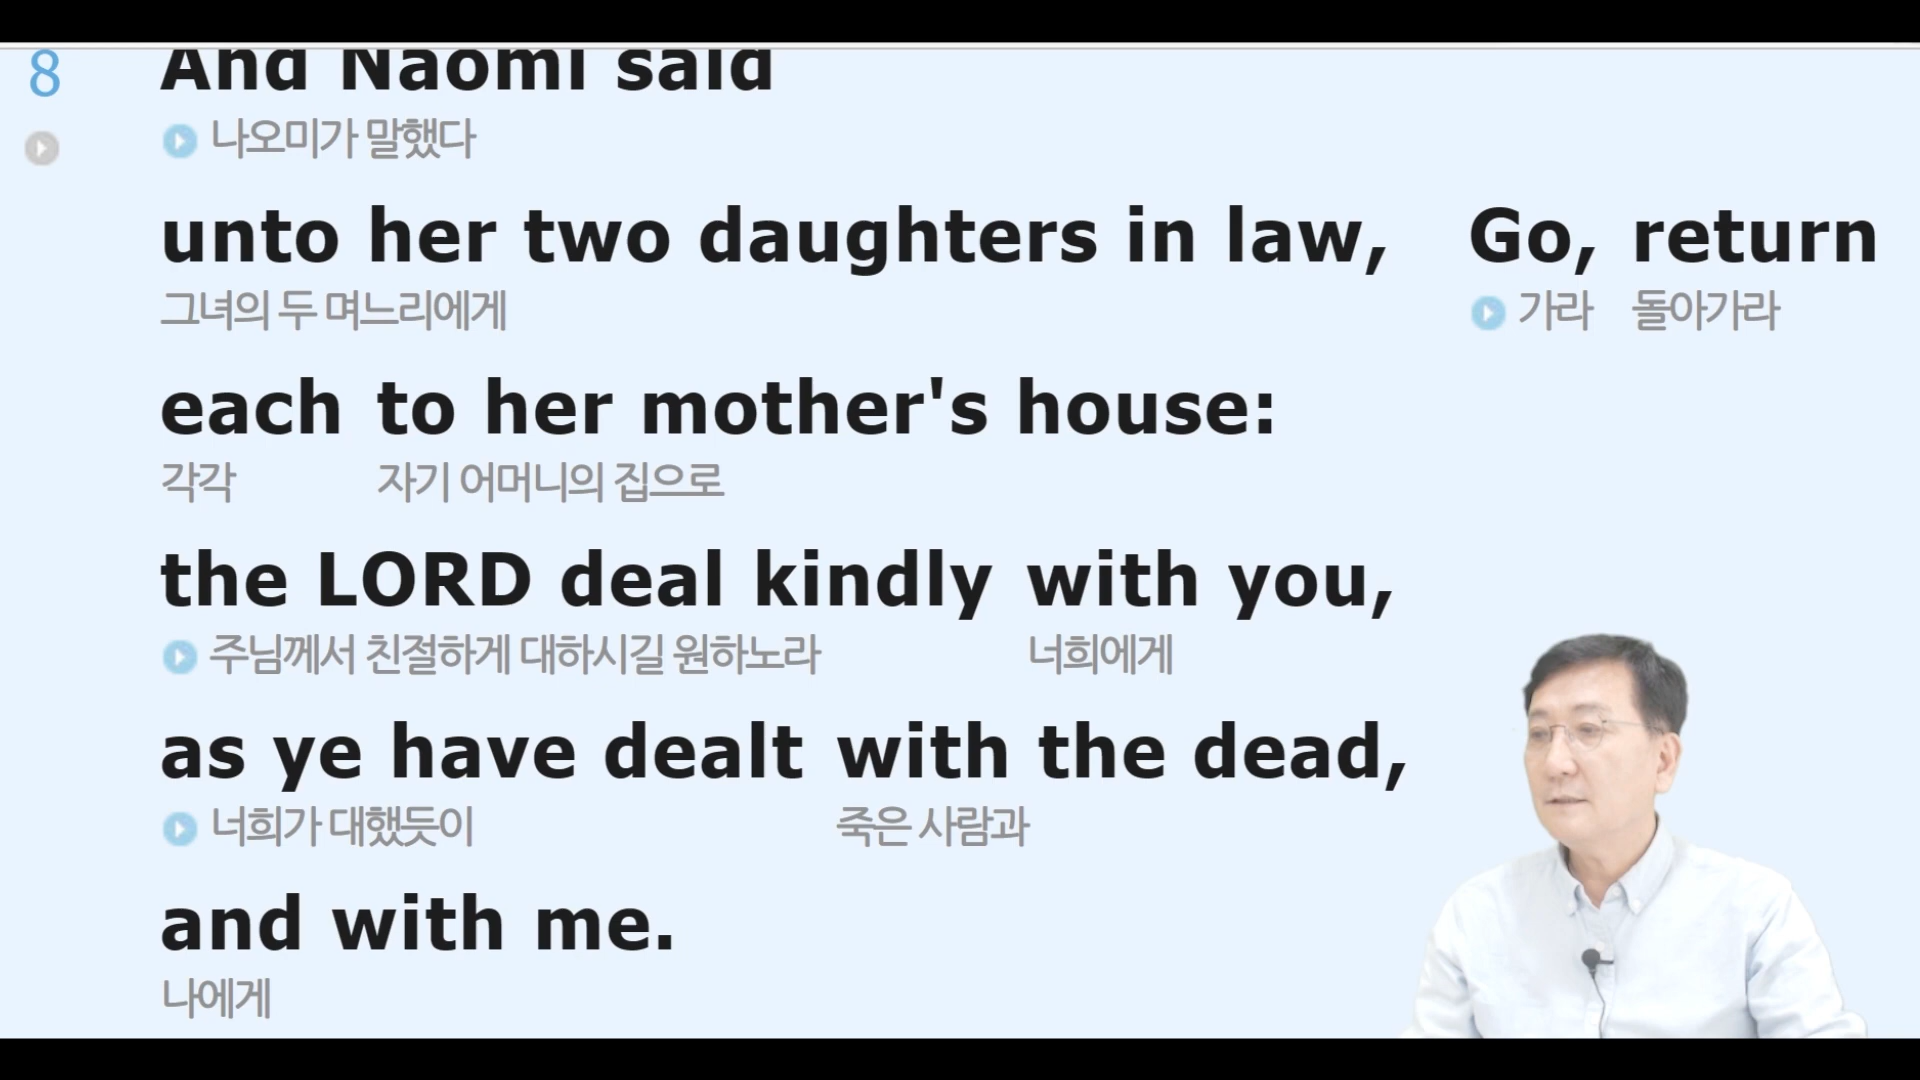 8 And Naomi said
나오미가 말했다
unto her two daughters in law, Go, return
그녀의 두 며느리에게 가라 돌아가라
each to her mother's house:
각각 자기 어머니의 집으로
the LORD deal kindly with you,
주님께서 친절하게 대하시길 원하노라 너희에게
as ye have dealt with the dead,
너희가 대했듯이 죽은 사람과
and with me.
나에게